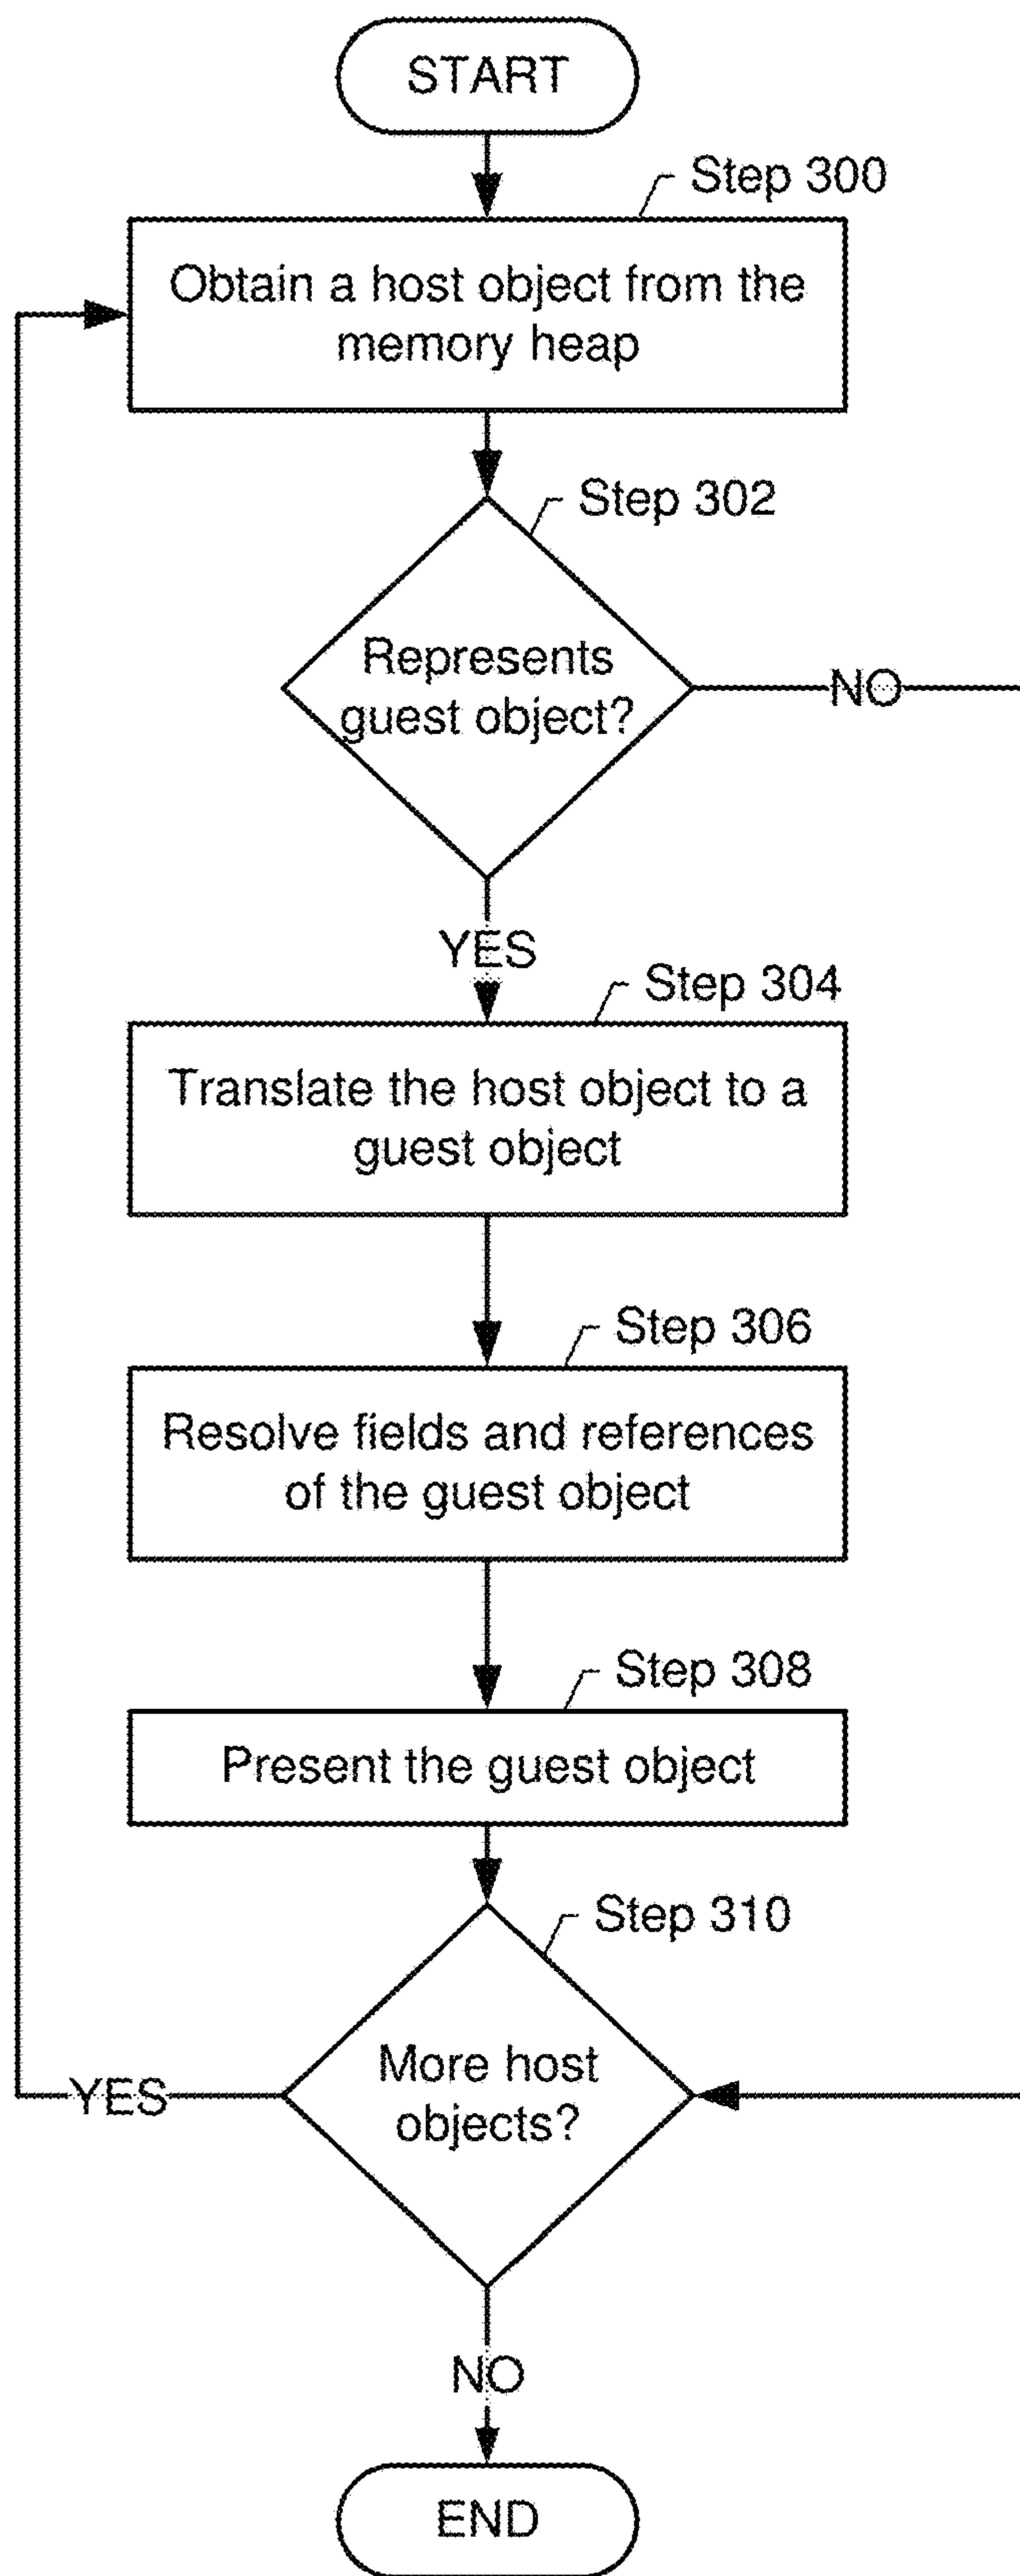 START
Step 300
Obtain a host object from the
memory heap
Step 302
Represents
guest object?
NO
YES
Step 304
Translate the host object to a
guest object
Step 306
Resolve fields and references
of the guest object
Step 308
Present the guest object
Step 310
More host
objects?
YES
NO
END